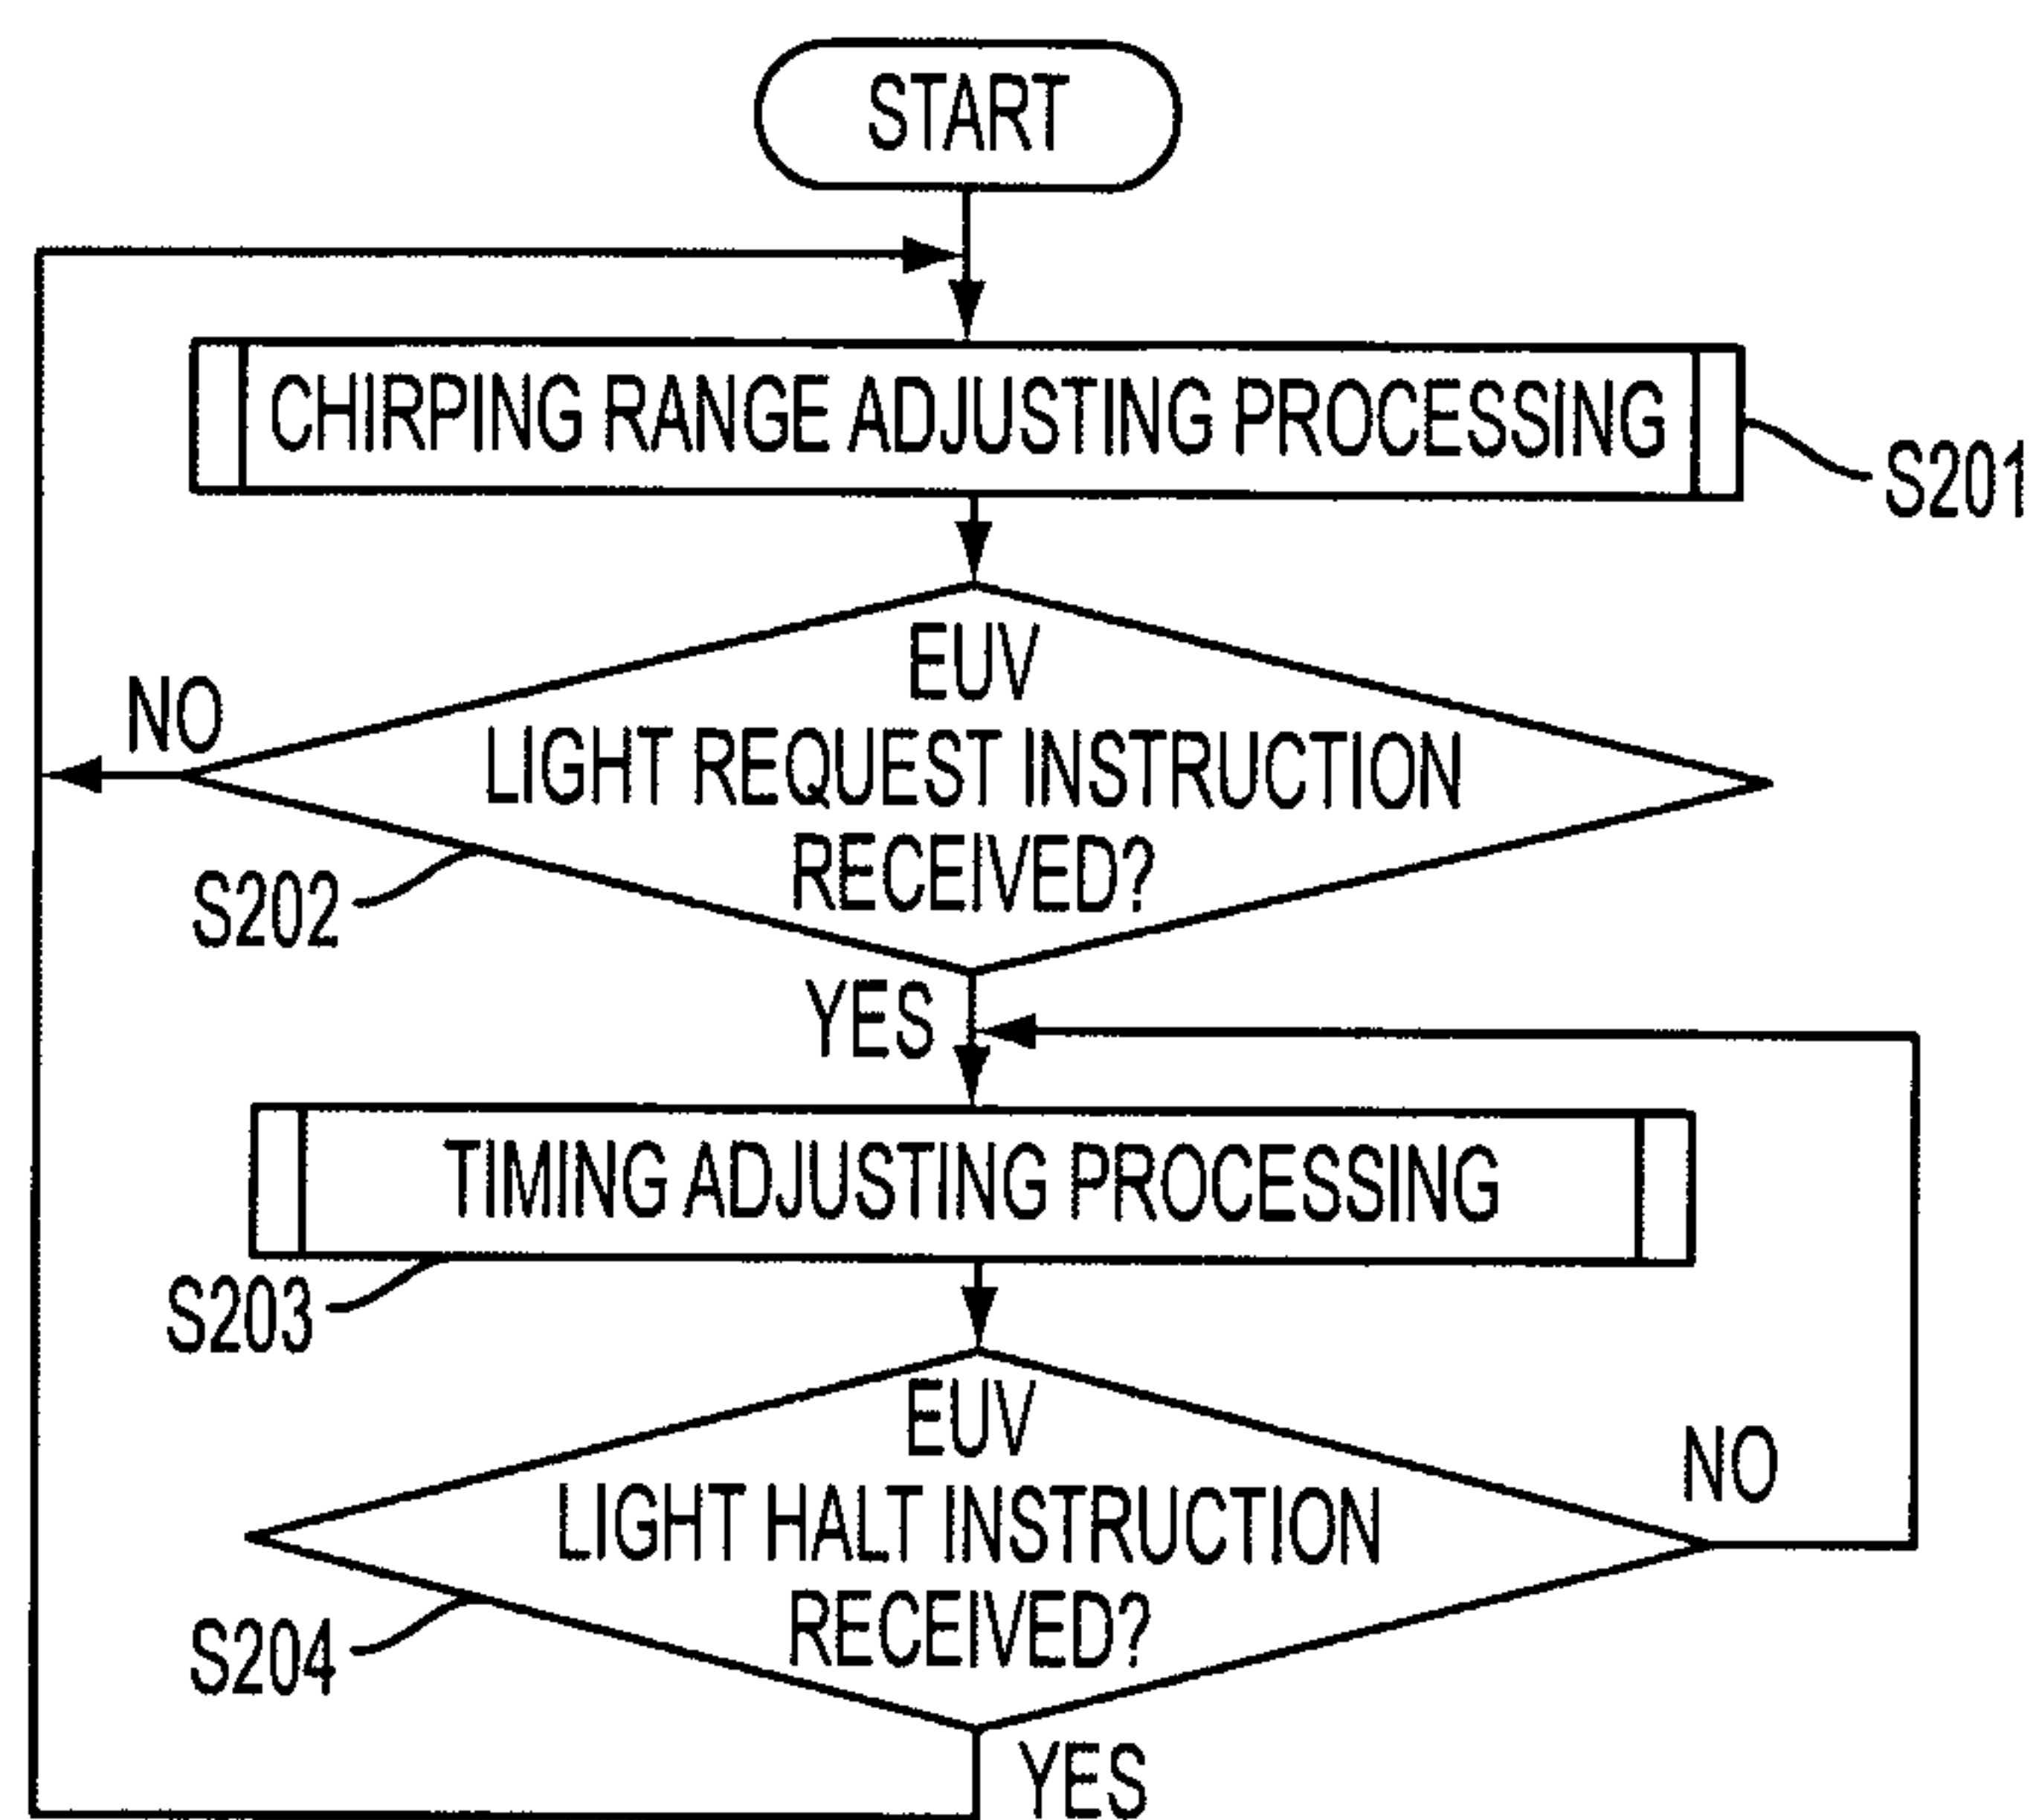 START
CHIRPING RANGE ADJUSTING PROCESSING
S201
EUV
LIGHT REQUEST INSTRUCTION
RECEIVED?
NO
S202
YES
TIMING ADJUSTING PROCESSING
S203
EUV
LIGHT HALT INSTRUCTION
RECEIVED?
NO
S204
YES